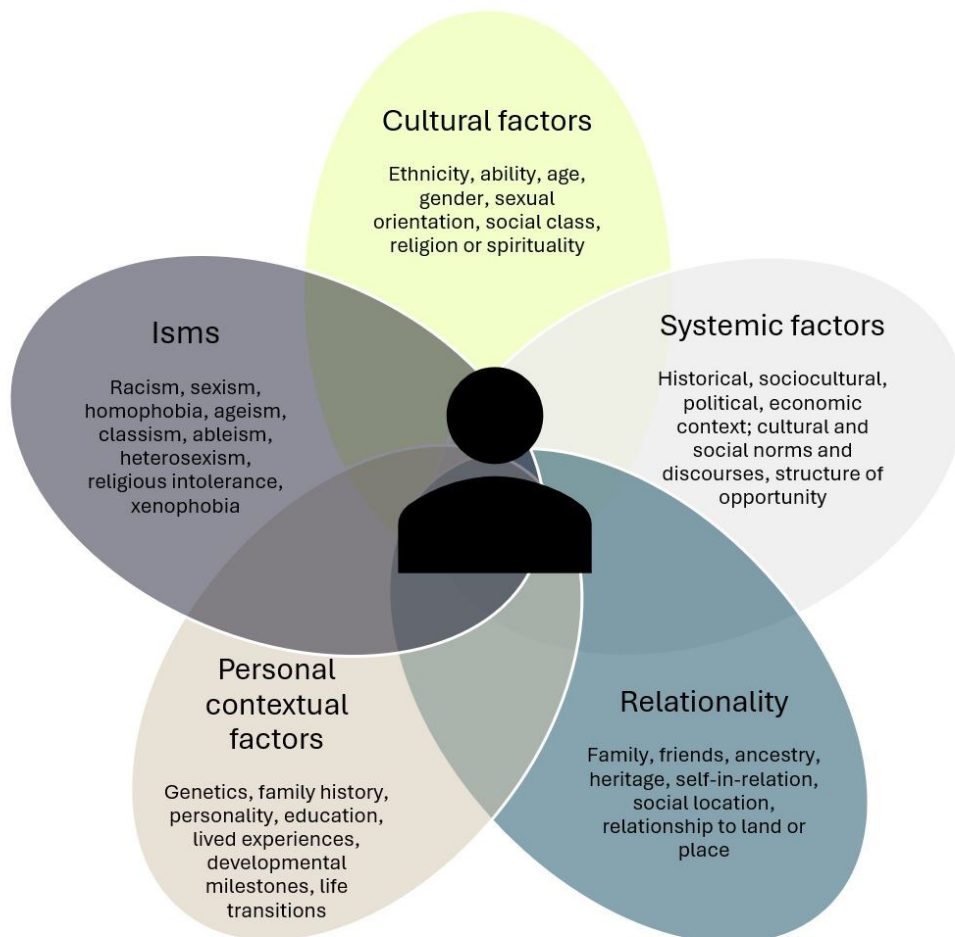 Cultural factors
Ethnicity, ability, age,
gender, sexual
orientation, social class,
religion or spirituality
Isms
Racism, sexism,
homophobia, ageism,
classism, ableism,
heterosexism,
religious intolerance,
xenophobia
Systemic factors
Historical, sociocultural,
political, economic
context; cultural and
social norms and
discourses, structure of
opportunity
Personal
contextual
factors
Genetics, family history,
personality, education,
lived experiences,
developmental
milestones, life
transitions
Relationality
Family, friends, ancestry,
heritage, self-in-relation,
social location,
relationship to land or
place